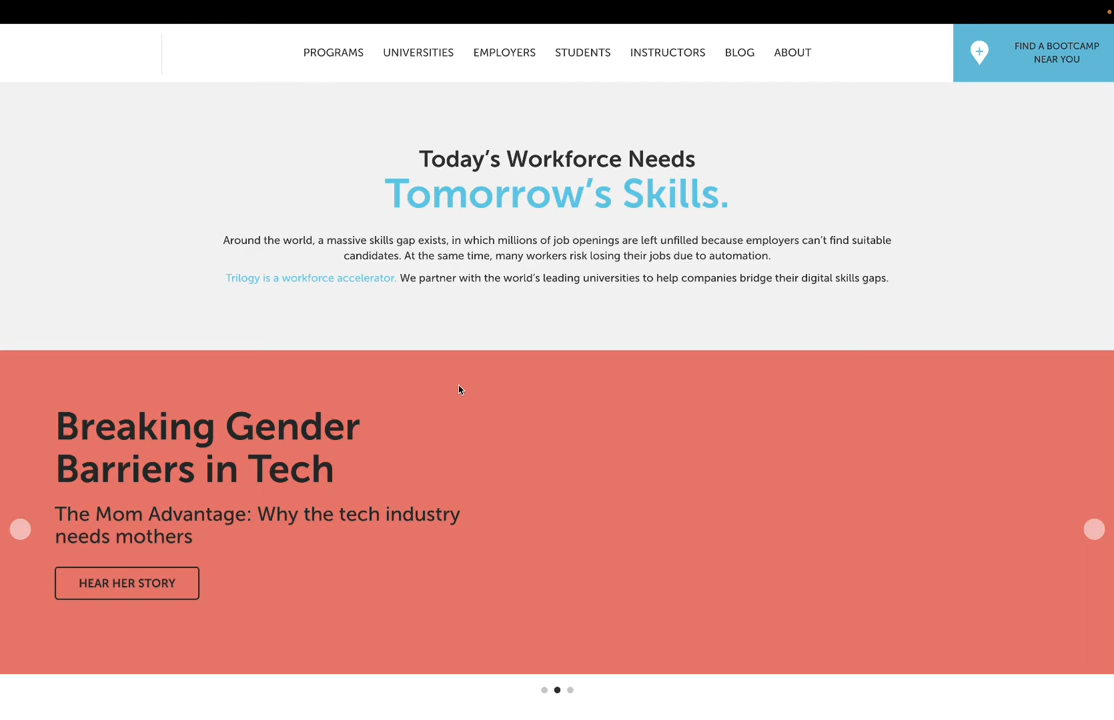 PROGRAMS UNIVERSITIES EMPLOYERS STUDENTS INSTRUCTORS BLOG ABOUT
FIND A BOOTCAMP
NEAR YOU
Today’s Workforce Needs
Tomorrow’s Skills.
Around the world, a massive skills gap exists, in which millions of job openings are left unfilled because employers can’t find suitable
candidates. At the same time, many workers risk losing their jobs due to automation.
Trilogy is a workforce accelerator. We partner with the world’s leading universities to help companies bridge their digital skills gaps.
Breaking Gender
Barriers in Tech
The Mom Advantage: Why the tech industry
needs mothers
HEAR HER STORY